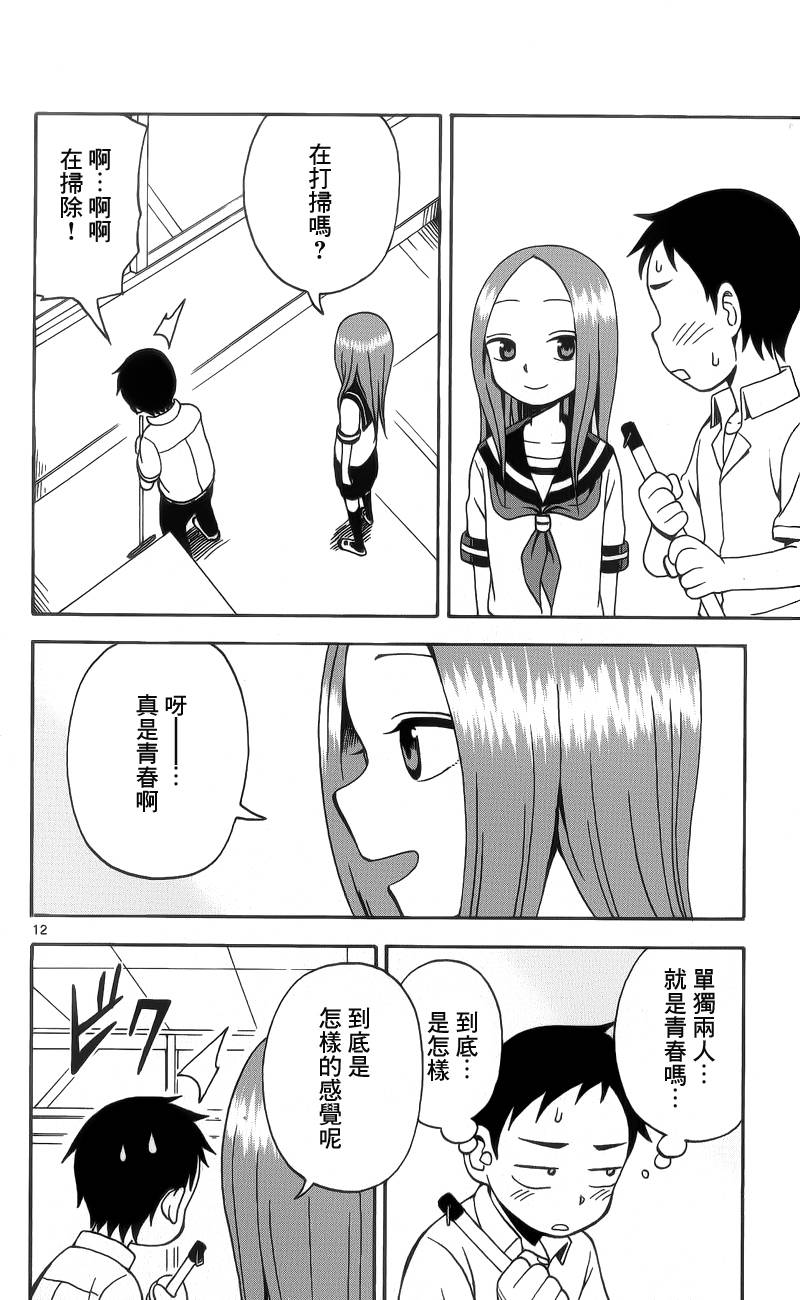 在打掃嗎?
啊…啊啊
在掃除!
呀——…
真是青春啊
12
單獨兩人…
就是青春嗎…
到底…
是怎樣
到底是
怎樣的感覺呢
ビクッ